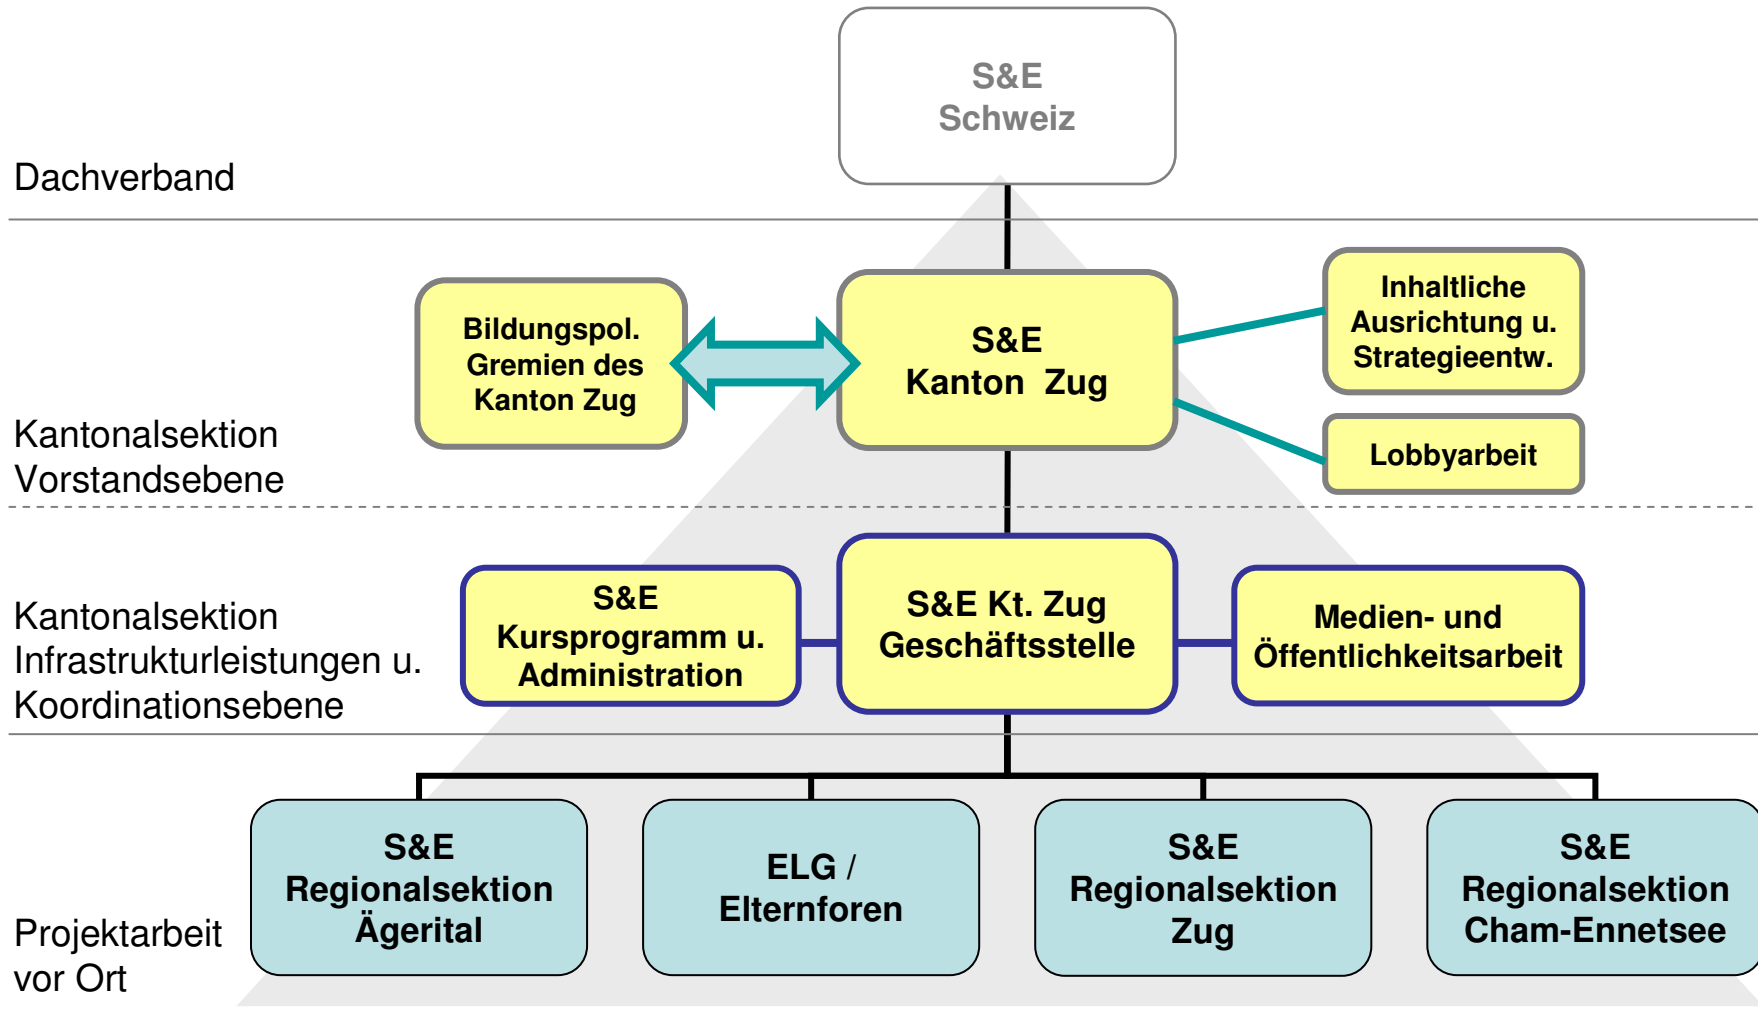 S&E
Schweiz
Dachverband
Bildungspol.
Gremien des
Kanton Zug
S&E
Kanton Zug
Inhaltliche
Ausrichtung u.
Strategieentw.
Lobbyarbeit
Kantonalsektion
Vorstandsebene
Kantonalsektion
Infrastrukturleistungen u.
Koordinationsebene
S&E
Kursprogramm u.
Administration
S&E Kt. Zug
Geschäftsstelle
Medien- und
Öffentlichkeitsarbeit
Projektarbeit
vor Ort
S&E
Regionalsektion
Ägerital
ELG /
Elternforen
S&E
Regionalsektion
Zug
S&E
Regionalsektion
Cham-Ennetsee